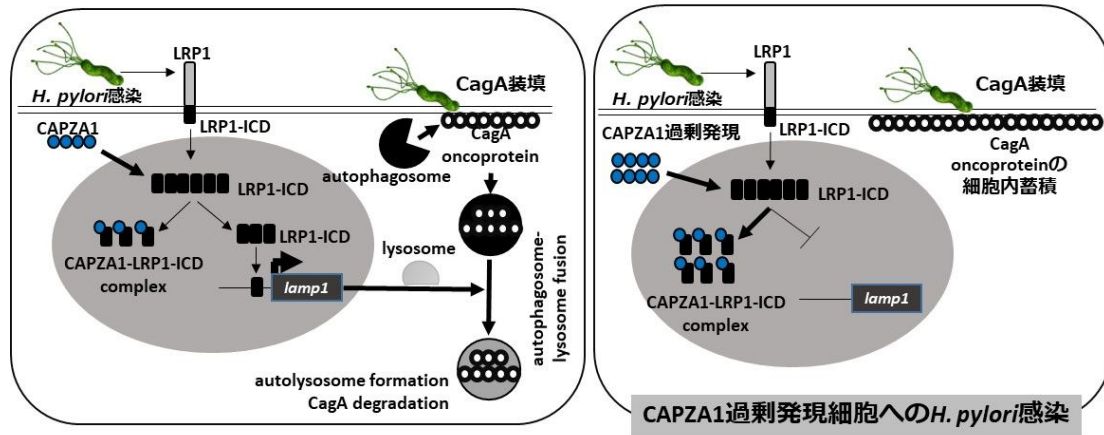 LRP1
H. pylori感染
CagA装填
CAPZA1
LRP1-ICD
CagA
oncoprotein
autophagosome
LRP1-ICD
CAPZA1-LRP1-ICD
complex
lysosome
lamp1
autophagosome-
lysosome fusion
autolysosome formation
CagA degradation
LRP1
H. pylori感染
CagA装填
CAPZA1過剰発現
LRP1-ICD
CagA
oncoproteinの
細胞内蓄積
LRP1-ICD
CAPZA1-LRP1-ICD
complex
lamp1
CAPZA1過剰発現細胞へのH. pylori感染